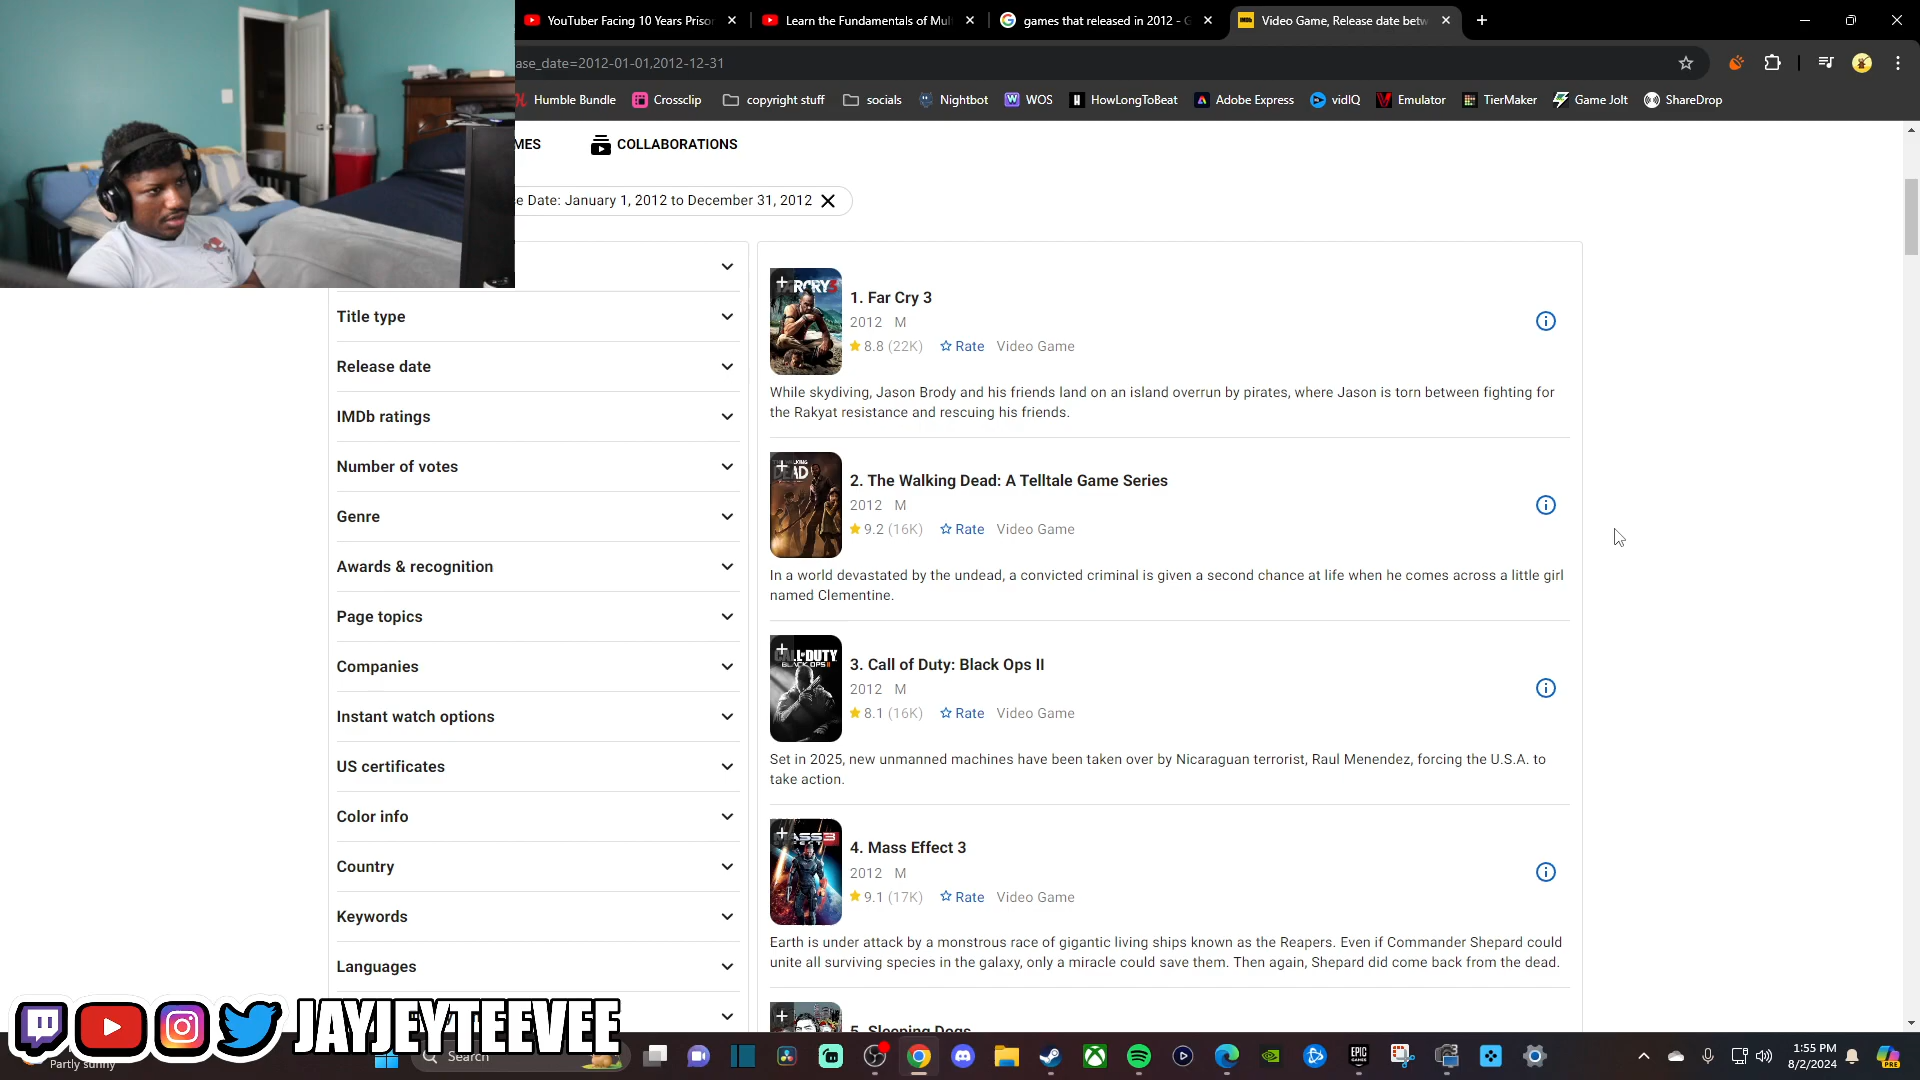 YouTuber Facing 10 Years Priso
Learn the Fundamentals of Mul
games that released in 2012 - G
Video Game, Release date betw
ase_date=2012-01-01,2012-12-31
Humble Bundle
Crossclip
copyright stuff
socials
Nightbot
WOS
HowLongToBeat
Adobe Express
vidIQ
Emulator
TierMaker
Game Jolt
ShareDrop
MES
COLLABORATIONS
e Date: January 1, 2012 to December 31, 2012
Title type
Release date
IMDb ratings
Number of votes
Genre
Awards & recognition
Page topics
Companies
Instant watch options
US certificates
Color info
Country
Keywords
Languages
1. Far Cry 3
2012 M
8.8 (22K) Rate Video Game
While skydiving, Jason Brody and his friends land on an island overrun by pirates, where Jason is torn between fighting for
the Rakyat resistance and rescuing his friends.
2. The Walking Dead: A Telltale Game Series
2012 M
9.2 (16K) Rate Video Game
In a world devastated by the undead, a convicted criminal is given a second chance at life when he comes across a little girl
named Clementine.
3. Call of Duty: Black Ops II
2012 M
8.1 (16K) Rate Video Game
Set in 2025, new unmanned machines have been taken over by Nicaraguan terrorist, Raul Menendez, forcing the U.S.A. to
take action.
4. Mass Effect 3
2012 M
9.1 (17K) Rate Video Game
Earth is under attack by a monstrous race of gigantic living ships known as the Reapers. Even if Commander Shepard could
unite all surviving species in the galaxy, only a miracle could save them. Then again, Shepard did come back from the dead.
5. Sleeping Dogs
JAYJEYTEEVEE
Search
Partly sunny
1:55 PM
8/2/2024